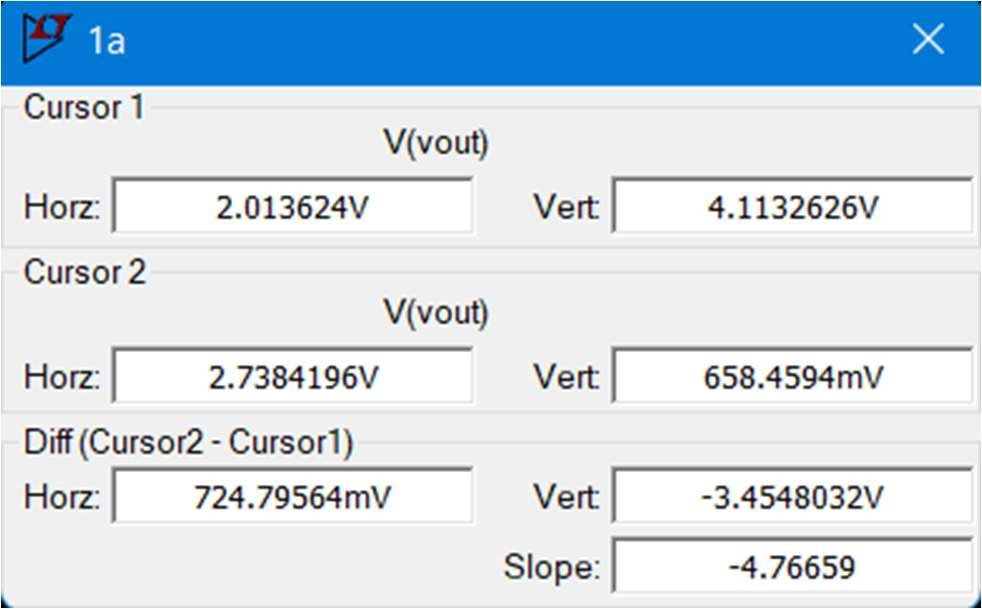 1a
Cursor 1
V(vout)
Horz: 2.013624V Vert: 4.1132626V
Cursor 2
V(vout)
Horz: 2.7384196V Vert: 658.4594mV
Diff (Cursor2 - Cursor1)
Horz: 724.79564mV Vert: -3.4548032V
Slope: -4.76659